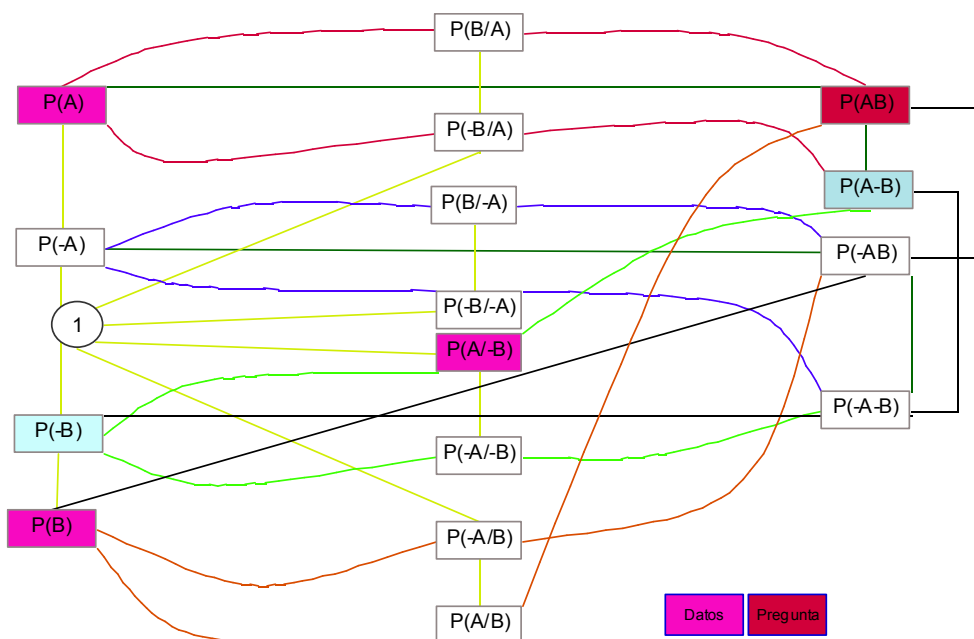 P(B/A)
P(A)
P(AB)
P(-B/A)
P(A-B)
P(B/-A)
P(-A)
P(-AB)
P(-B/-A)
1
P(A/-B)
P(-A-B)
P(-B)
P(-A/-B)
P(B)
P(-A/B)
P(A/B)
Datos
Pregunta